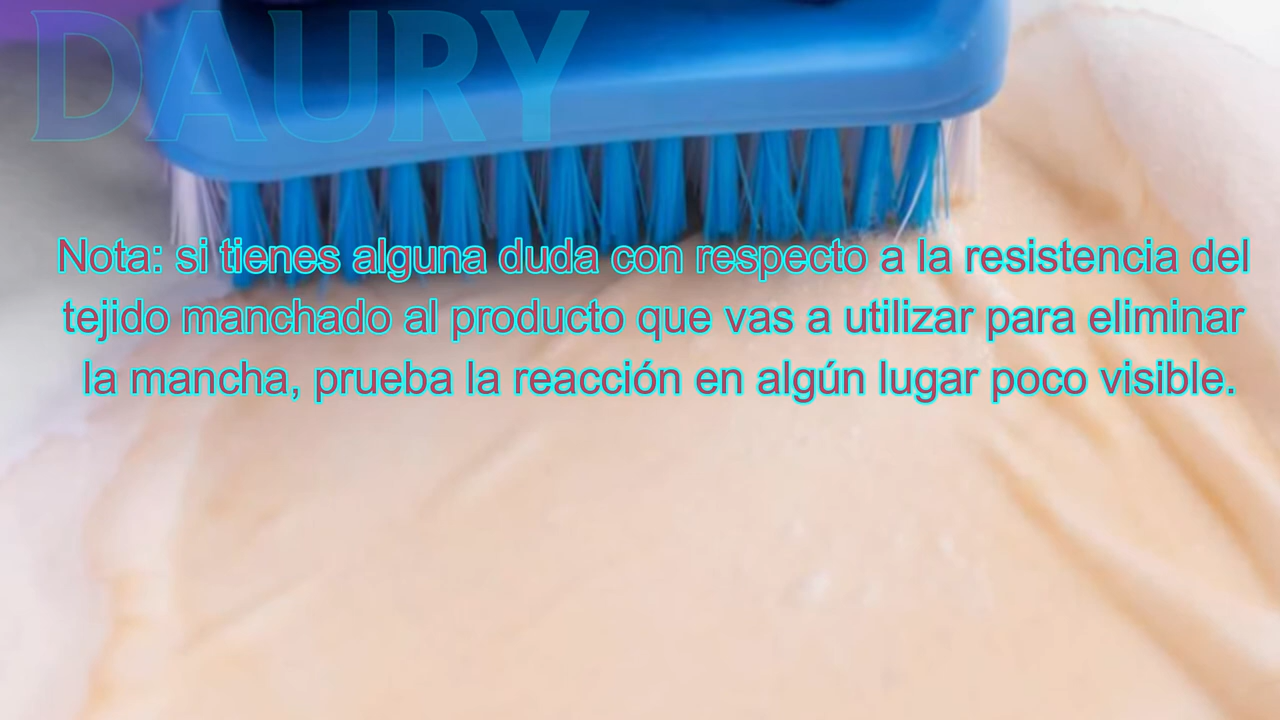 DAURY
Nota: si tienes alguna duda con respecto a la resistencia del
tejido manchado al producto que vas a utilizar para eliminar
la mancha, prueba la reacción en algún lugar poco visible.